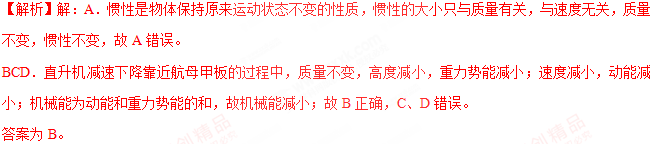 【解析】解：A．惯性是物体保持原来运动状态不变的性质，惯性的大小只与质量有关，与速度无关，质量
不变，惯性不变，故 A 错误。
BCD．直升机减速下降靠近航母甲板的过程中，质量不变，高度减小，重力势能减小；速度减小，动能减
小；机械能为动能和重力势能的和，故机械能减小；故 B 正确，C、D 错误。
答案为 B。